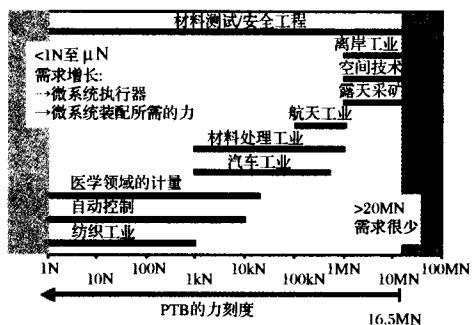 材料测试/安全工程
<1N至μN
需求增长:
→微系统执行器
→微系统装配所需的力
离岸工业
空间技术
露天采矿
航天工业
材料处理工业
汽车工业
医学领域的计量
自动控制
纺织工业
>20MN
需求很少
1N 10N 100N 1kN 10kN 100kN 1MN 10MN 100MN
PTB的力刻度
16.5MN